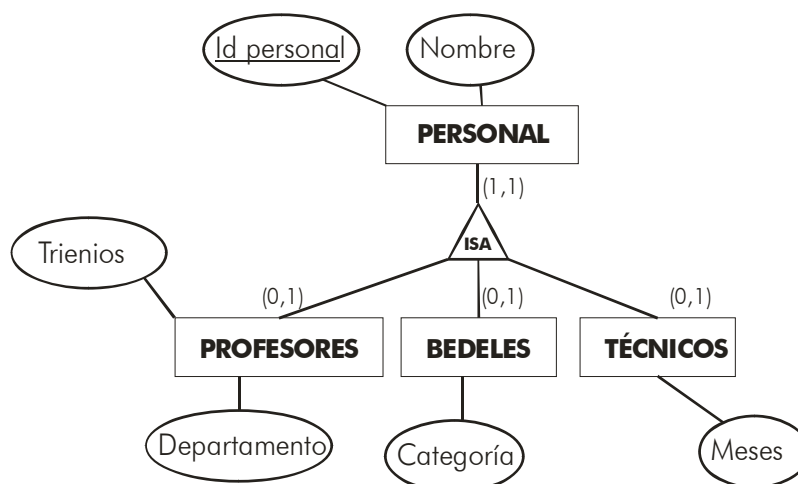 Id personal
Nombre
PERSONAL
(1,1)
ISA
Trienios
(0,1)
(0,1)
(0,1)
PROFESORES
BEDELES
TÉCNICOS
Departamento
Categoría
Meses